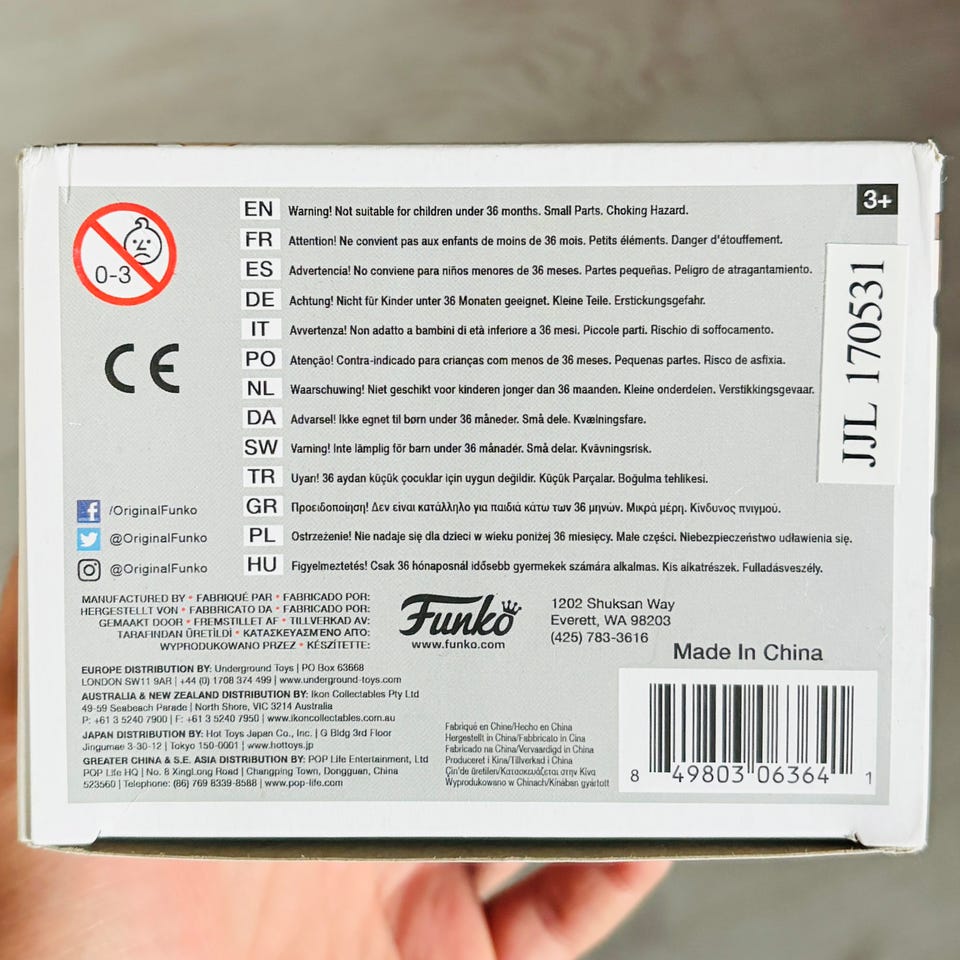 3+
0-3
CE
EN Warning! Not suitable for children under 36 months. Small Parts. Choking Hazard.
FR Attention! Ne convient pas aux enfants de moins de 36 mois. Petits éléments. Danger d'étouffement.
ES Advertencia! No conviene para niños menores de 36 meses. Partes pequeñas. Peligro de atragantamiento.
DE Achtung! Nicht für Kinder unter 36 Monaten geeignet. Kleine Teile. Erstickungsgefahr.
IT Avvertenza! Non adatto a bambini di età inferiore a 36 mesi. Piccole parti. Rischio di soffocamento.
PO Atenção! Contra-indicado para crianças com menos de 36 meses. Pequenas partes. Risco de asfixia.
NL Waarschuwing! Niet geschikt voor kinderen jonger dan 36 maanden. Kleine onderdelen. Verstikkingsgevaar.
DA Advarsel! Ikke egnet til børn under 36 måneder. Små dele. Kvælningsfare.
SW Varning! Inte lämplig för barn under 36 månadér. Små delar. Kvävningsrisk.
TR Uyarı! 36 aydan küçük çocuklar için uygun değildir. Küçük Parçalar. Boğulma tehlikesi.
GR Προειδοποίηση! Δεν είναι κατάλληλο για παιδιά κάτω των 36 μηνών. Μικρά μέρη. Κίνδυνος πνιγμού.
PL Ostrzeżenie! Nie nadaje się dla dzieci w wieku poniżej 36 miesięcy. Małe części. Niebezpieczeństwo udławienia się.
HU Figyelmeztetés! Csak 36 hónaposnál idősebb gyermekek számára alkalmas. Kis alkatrészek. Fulladásveszély.
JJL 170531
/OriginalFunko
@OriginalFunko
@OriginalFunko
MANUFACTURED BY • FABRIQUÉ PAR • FABRICADO POR:
HERGESTELLT VON • FABBRICATO DA • FABRICADO POR:
GEMAAKT DOOR • FREMSTILLET AF • TILLVERKAD AV:
TARAFINDAN ÜRETİLDİ • ΚΑΤΑΣΚΕΥΑΣΜΕΝΟ ΑΠΟ:
WYPRODUKOWANO PRZEZ • KÉSZÍTETTE:
Funko
www.funko.com
1202 Shuksan Way
Everett, WA 98203
(425) 783-3616
Made In China
EUROPE DISTRIBUTION BY: Underground Toys | PO Box 63668
LONDON SW11 9AR | +44 (0) 1708 374 499 | www.underground-toys.com
AUSTRALIA & NEW ZEALAND DISTRIBUTION BY: Ikon Collectables Pty Ltd
49-59 Seabeach Parade | North Shore, VIC 3214 Australia
P: +61 3 5240 7900 | F: +61 3 5240 7950 | www.ikoncollectables.com.au
JAPAN DISTRIBUTION BY: Hot Toys Japan Co., Inc. | G Bldg 3rd Floor
Jingumae 3-30-12 | Tokyo 150-0001 | www.hottoys.jp
GREATER CHINA & S.E. ASIA DISTRIBUTION BY: POP Life Entertainment, Ltd
POP Life HQ | No. 8 XingLong Road | Changping Town, Dongguan, China
523560 | Telephone: (86) 769 8339-8588 | www.pop-life.com
Fabriqué en Chine/Hecho en China
Hergestellt in China/Fabbricato in Cina
Fabricado na China/Vervaardigd in China
Produceret i Kina/Tillverkad i China
Çin'de üretilen/Κατασκευάζεται στην Κίνα
Wyprodukowano w Chinach/Kínában gyártott
8 49803 06364 1